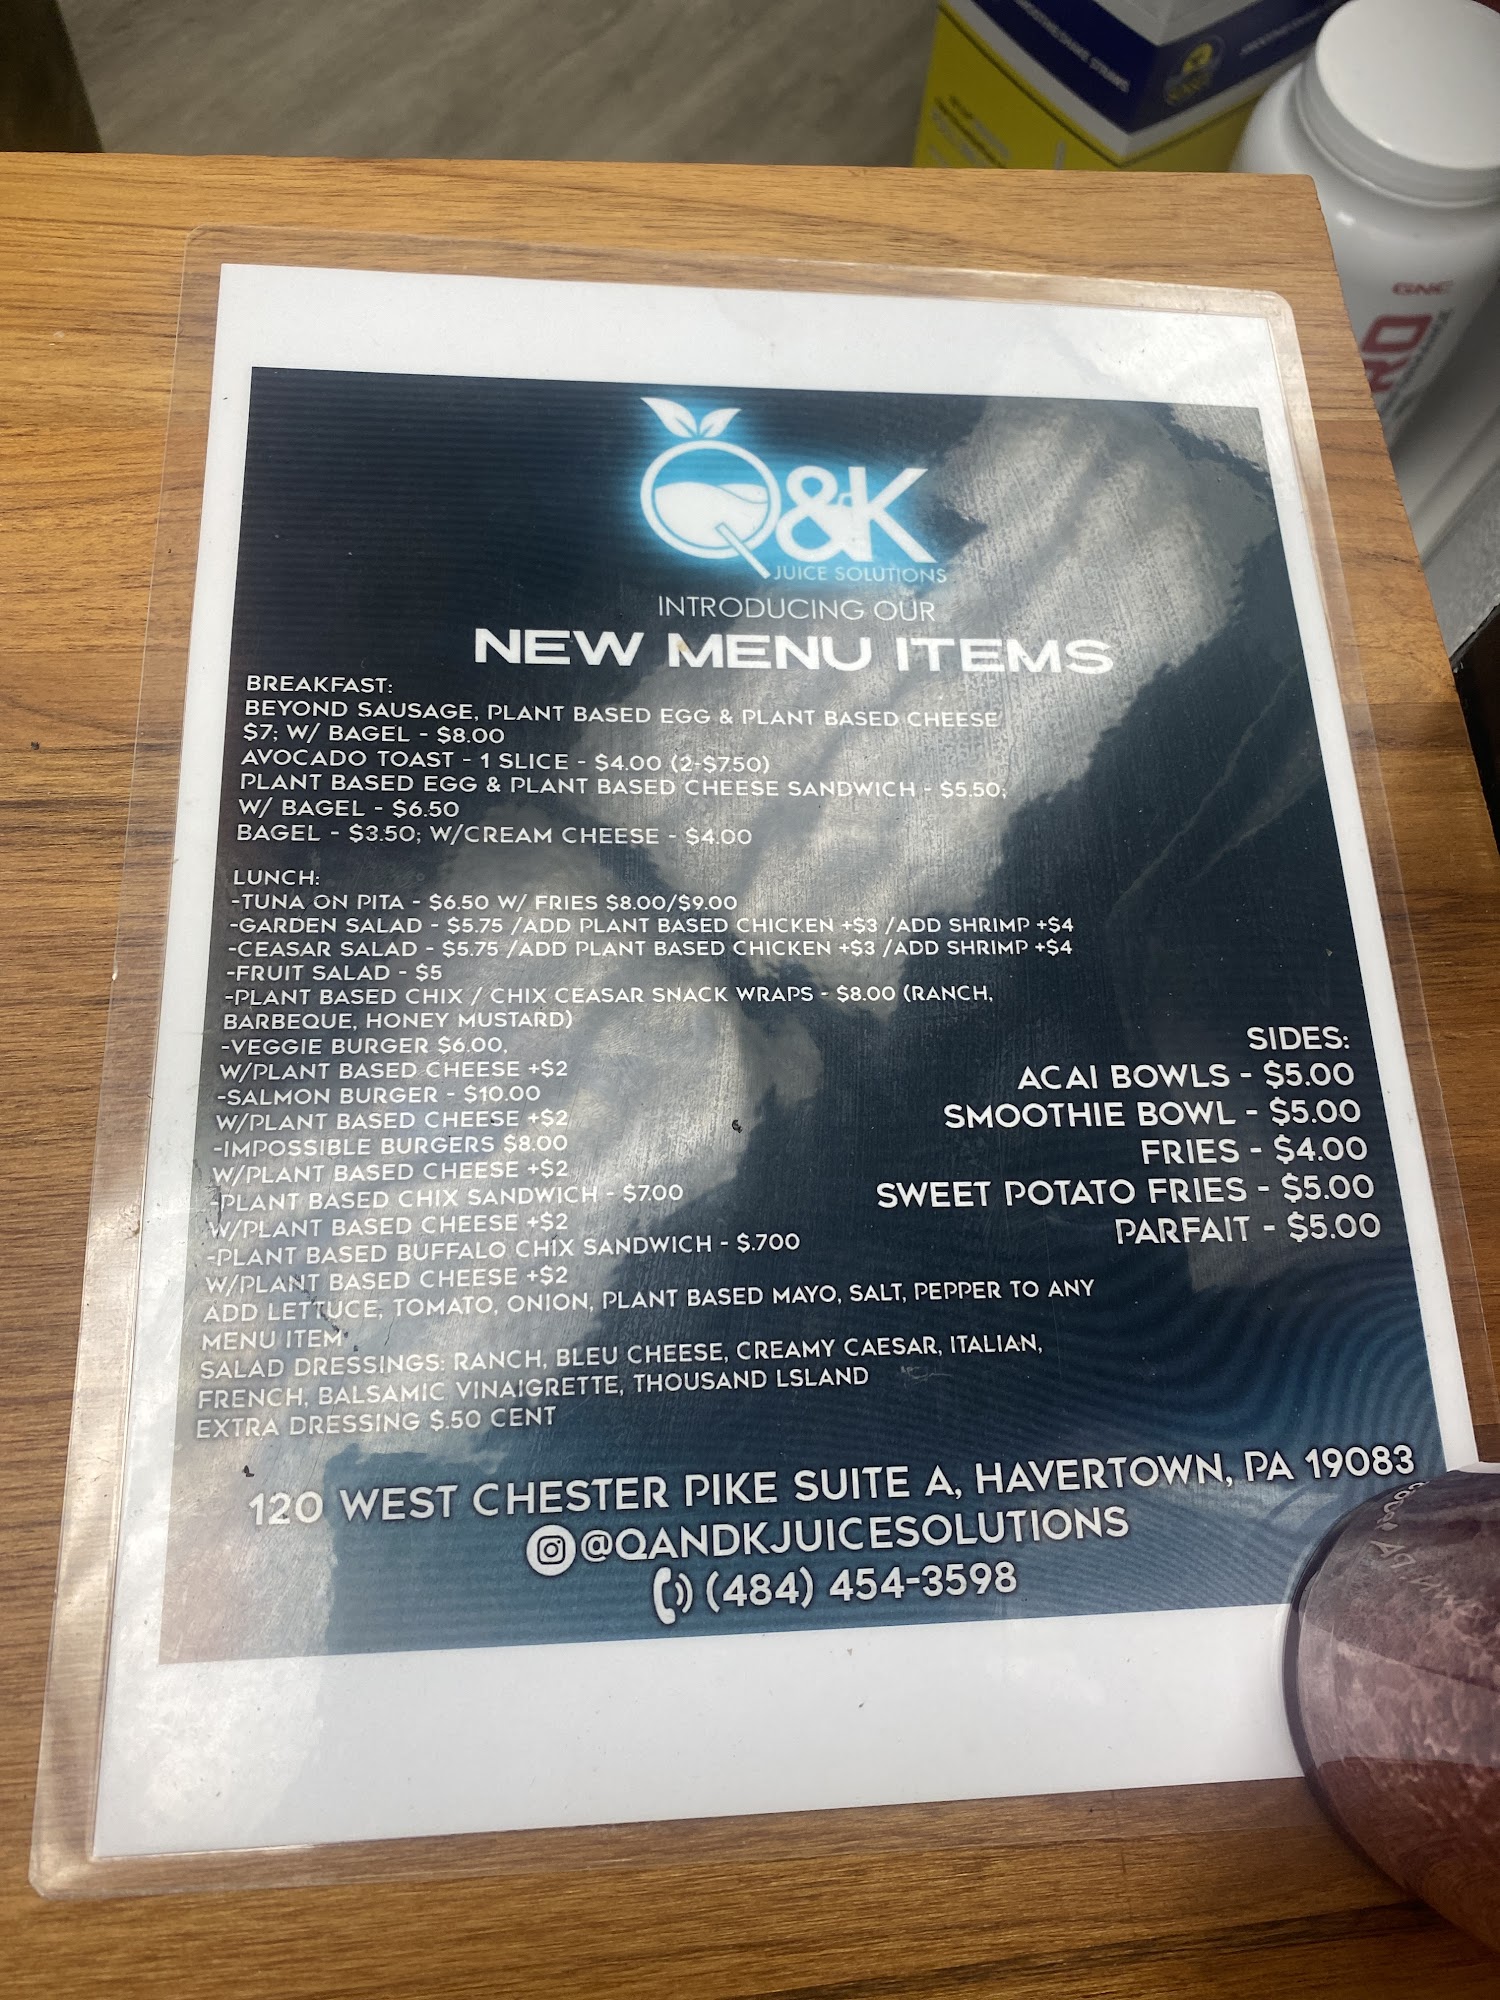 Q&K
JUICE SOLUTIONS
INTRODUCING OUR
NEW MENU ITEMS
BREAKFAST:
BEYOND SAUSAGE, PLANT BASED EGG & PLANT BASED CHEESE
$7; W/ BAGEL - $8.00
AVOCADO TOAST - 1 SLICE - $4.00 (2-$7.50)
PLANT BASED EGG & PLANT BASED CHEESE SANDWICH - $5.50;
W/ BAGEL - $6.50
BAGEL - $3.50; W/CREAM CHEESE - $4.00
LUNCH:
-TUNA ON PITA - $6.50 W/ FRIES $8.00/$9.00
-GARDEN SALAD - $5.75 /ADD PLANT BASED CHICKEN +$3 /ADD SHRIMP +$4
-CEASAR SALAD - $5.75 /ADD PLANT BASED CHICKEN +$3 /ADD SHRIMP +$4
-FRUIT SALAD - $5
-PLANT BASED CHIX / CHIX CEASAR SNACK WRAPS - $8.00 (RANCH,
BARBEQUE, HONEY MUSTARD)
-VEGGIE BURGER $6.00,
W/PLANT BASED CHEESE +$2
-SALMON BURGER - $10.00
W/PLANT BASED CHEESE +$2
-IMPOSSIBLE BURGERS $8.00
W/PLANT BASED CHEESE +$2
-PLANT BASED CHIX SANDWICH - $7.00
W/PLANT BASED CHEESE +$2
-PLANT BASED BUFFALO CHIX SANDWICH - $.700
W/PLANT BASED CHEESE +$2
ADD LETTUCE, TOMATO, ONION, PLANT BASED MAYO, SALT, PEPPER TO ANY
MENU ITEM
SALAD DRESSINGS: RANCH, BLEU CHEESE, CREAMY CAESAR, ITALIAN,
FRENCH, BALSAMIC VINAIGRETTE, THOUSAND LSLAND
EXTRA DRESSING $.50 CENT
SIDES:
ACAI BOWLS - $5.00
SMOOTHIE BOWL - $5.00
FRIES - $4.00
SWEET POTATO FRIES - $5.00
PARFAIT - $5.00
120 WEST CHESTER PIKE SUITE A, HAVERTOWN, PA 19083
@QANDKJUICESOLUTIONS
(484) 454-3598
GNC